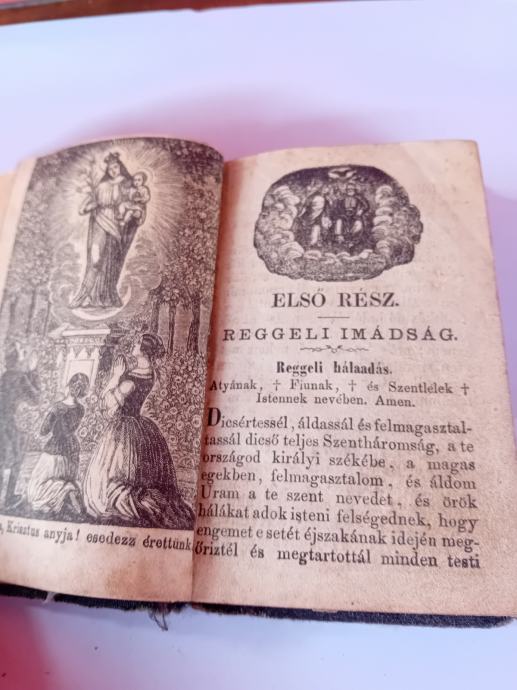 Krisztus anyja! esedezz érettünk
ELSŐ RÉSZ.
REGGELI IMÁDSÁG.
Reggeli hálaadás.
Atyának, † Fiunak, † és Szentlelek †
Istennek nevében. Amen.
Dicsértessél, áldassál és felmagasztal-
tassál dicső teljes Szentháromság, a te
országod királyi székébe, a magas
egekben, felmagasztalom, és áldom
Uram a te szent nevedet, és örök
hálákat adok isteni felségednek, hogy
engemet e setét éjszakának idején meg-
őriztél és megtartottál minden testi